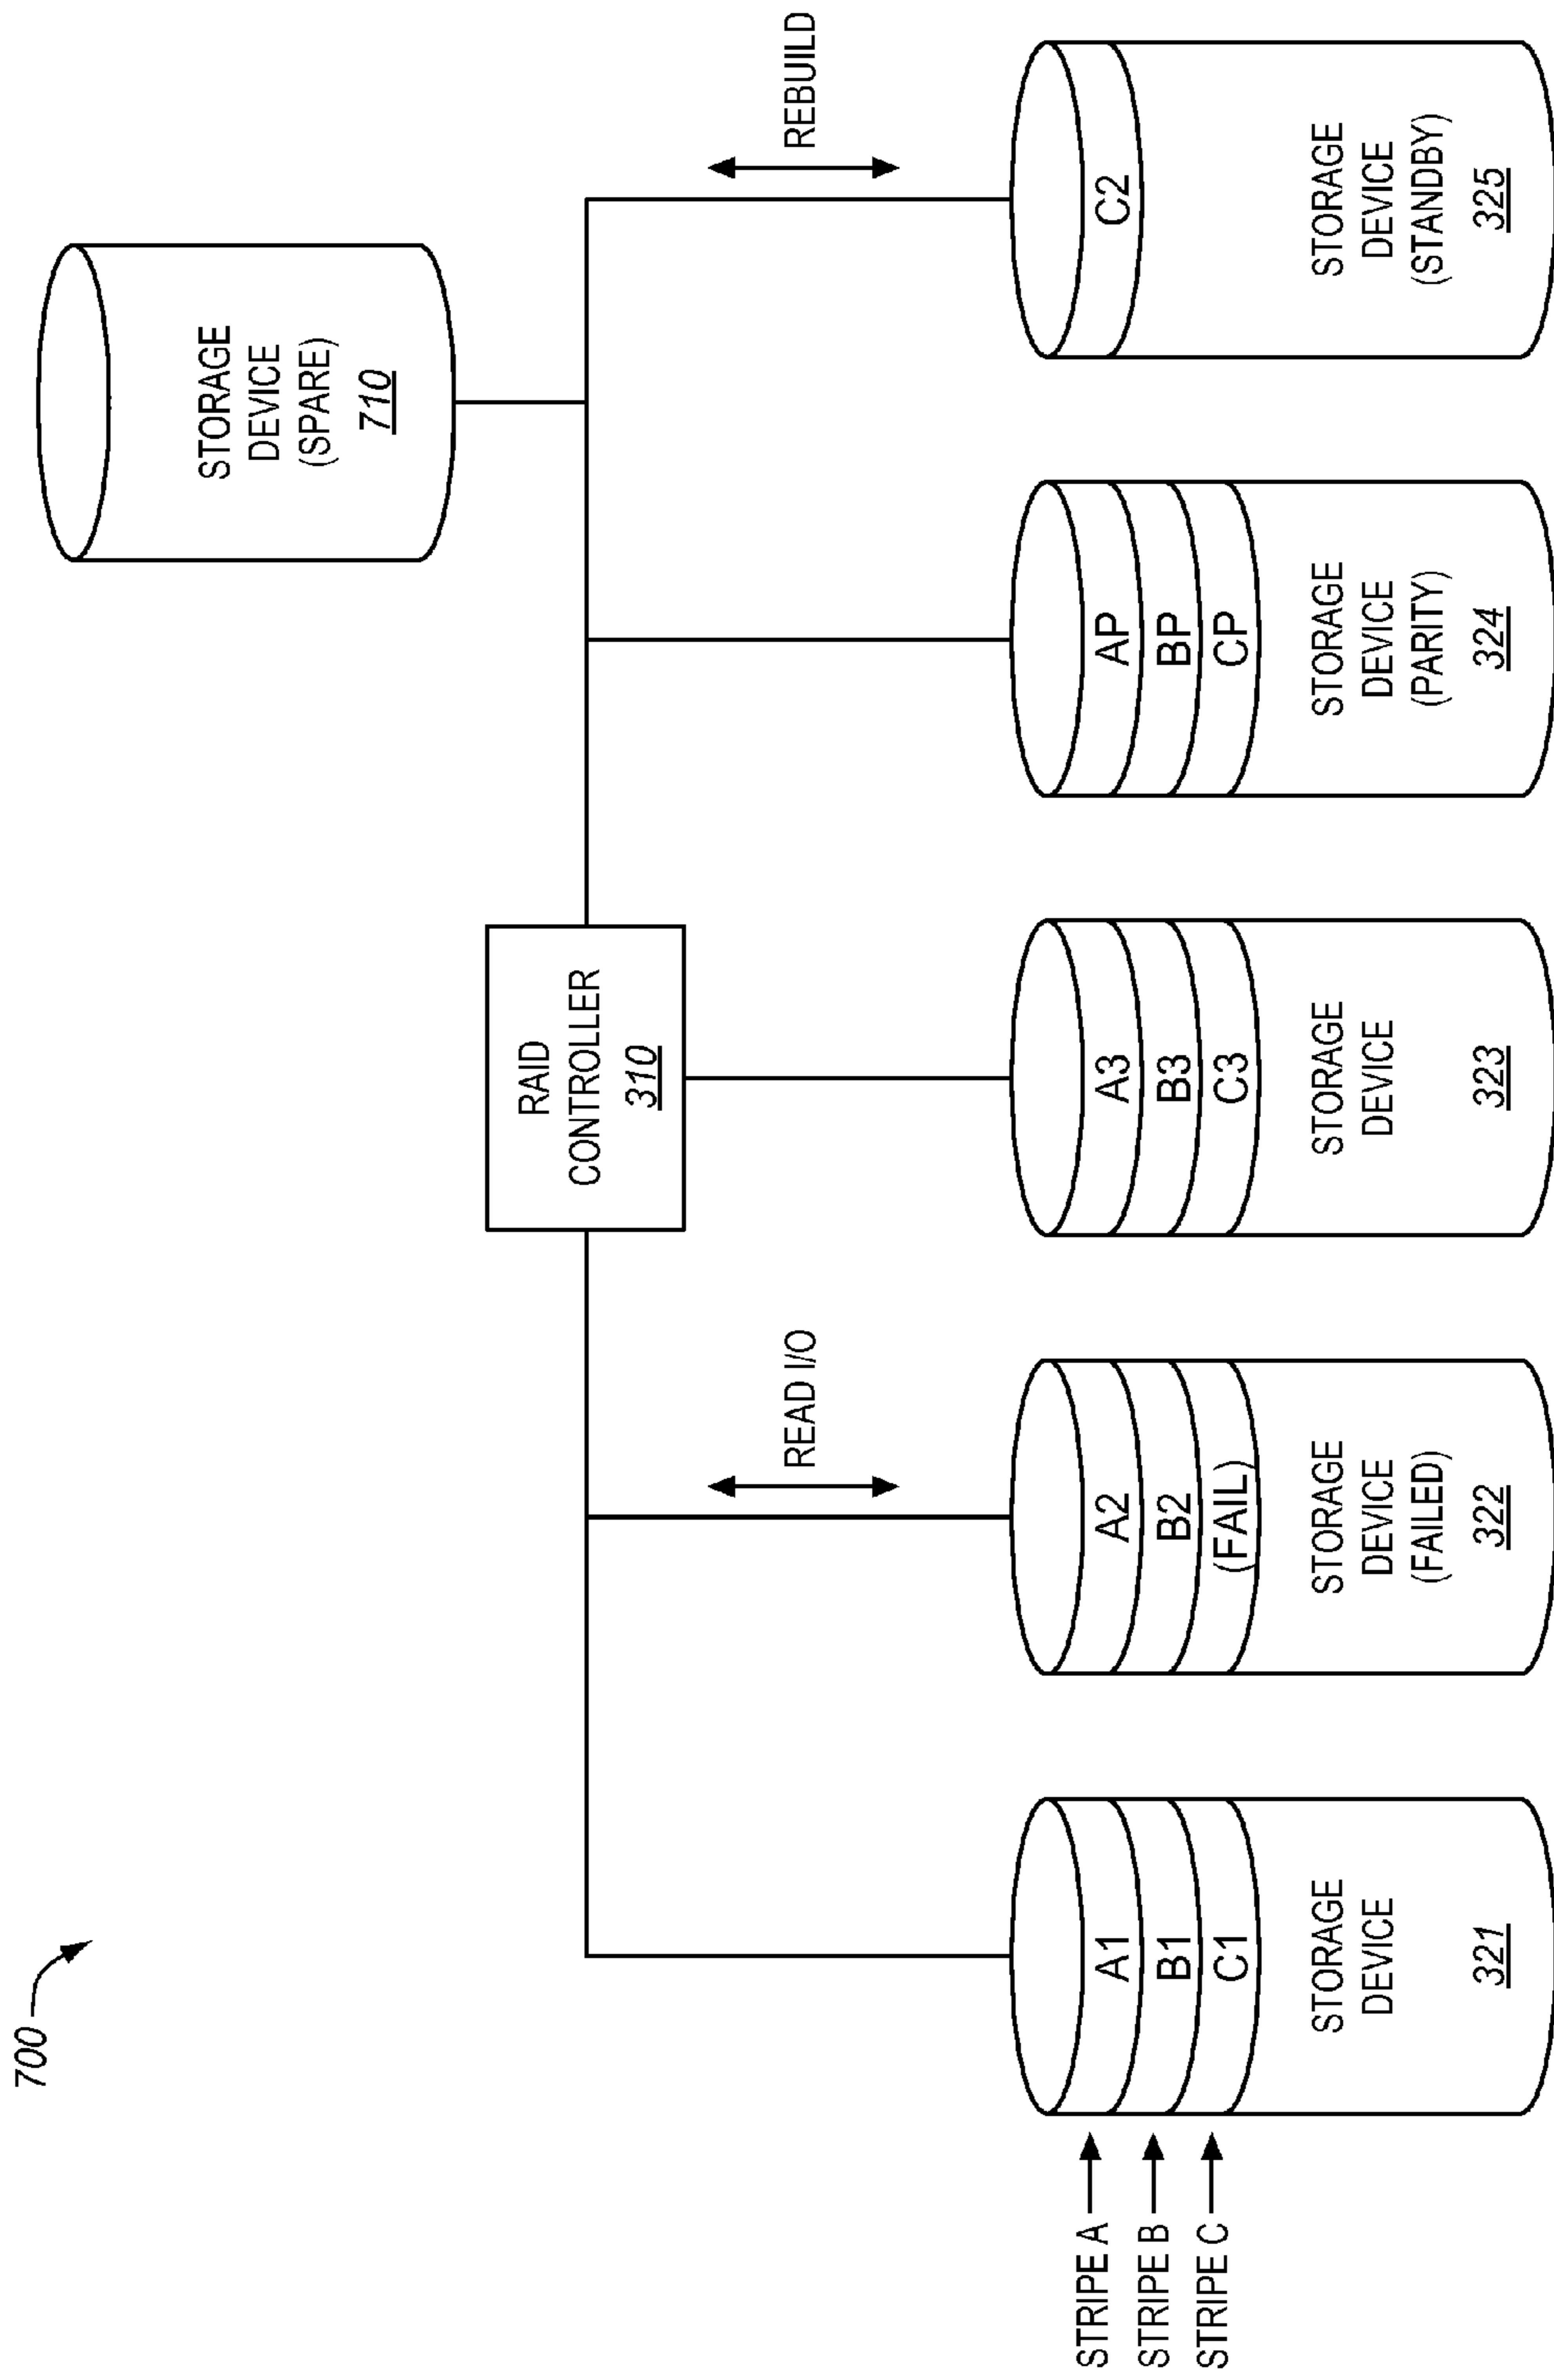 700
STORAGE
DEVICE
(SPARE)
710
RAID
CONTROLLER
310
READ I/O
REBUILD
STRIPE A
STRIPE B
STRIPE C
A1
B1
C1
STORAGE
DEVICE
321
A2
B2
(FAIL)
STORAGE
DEVICE
(FAILED)
322
A3
B3
C3
STORAGE
DEVICE
323
AP
BP
CP
STORAGE
DEVICE
(PARITY)
324
C2
STORAGE
DEVICE
(STANDBY)
325